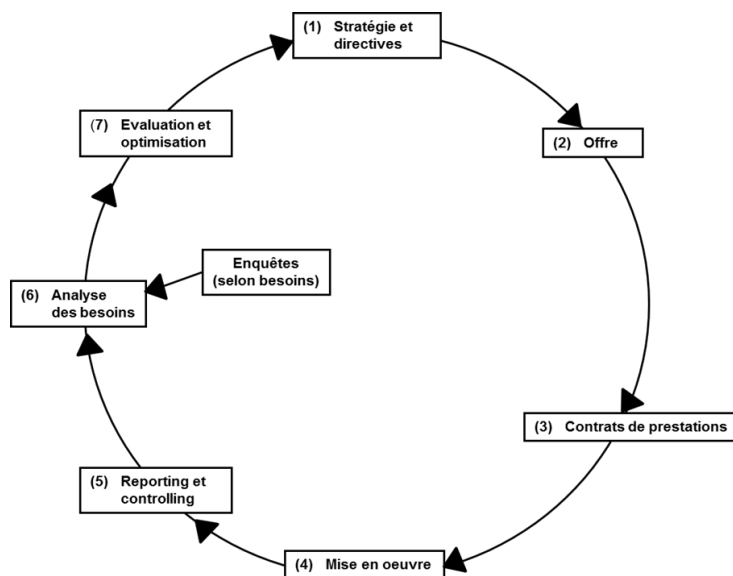 (1) Stratégie et
directives
(2) Offre
(3) Contrats de prestations
(4) Mise en oeuvre
(5) Reporting et
controlling
(6) Analyse
des besoins
Enquêtes
(selon besoins)
(7) Evaluation et
optimisation